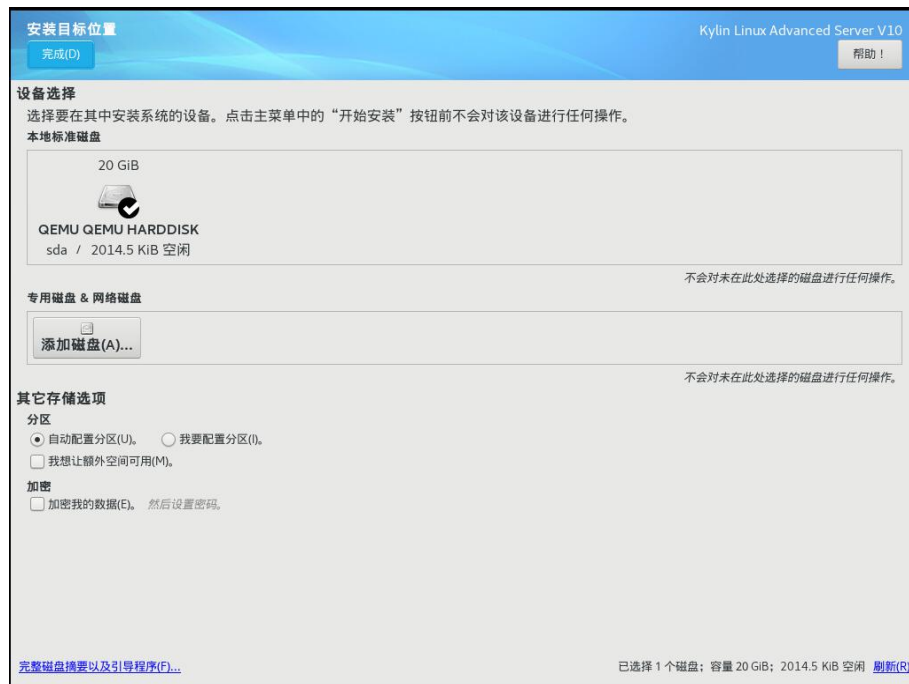 安装目标位置
Kylin Linux Advanced Server V10
完成(D)
帮助！
设备选择
选择要在其中安装系统的设备。点击主菜单中的“开始安装”按钮前不会对该设备进行任何操作。
本地标准磁盘
20 GiB
QEMU QEMU HARDDISK
sda / 2014.5 KiB 空闲
不会对未在此处选择的磁盘进行任何操作。
专用磁盘 & 网络磁盘
添加磁盘(A)...
不会对未在此处选择的磁盘进行任何操作。
其它存储选项
分区
自动配置分区(U)。 我要配置分区(I)。
我想让额外空间可用(M)。
加密
加密我的数据(E)。 然后设置密码。
完整磁盘摘要以及引导程序(F)...
已选择 1 个磁盘；容量 20 GiB；2014.5 KiB 空闲 刷新(R